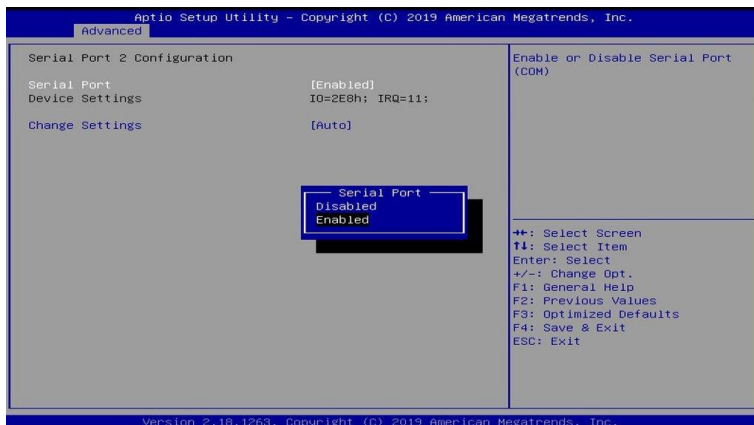 Aptio Setup Utility – Copyright (C) 2019 American Megatrends, Inc.
Advanced
Serial Port 2 Configuration
Serial Port [Enabled]
Device Settings IO=2E8h; IRQ=11;
Change Settings [Auto]
Serial Port
Disabled
Enabled
Enable or Disable Serial Port
(COM)
→←: Select Screen
↑↓: Select Item
Enter: Select
+/-: Change Opt.
F1: General Help
F2: Previous Values
F3: Optimized Defaults
F4: Save & Exit
ESC: Exit
Version 2.18.1263. Copyright (C) 2019 American Megatrends, Inc.